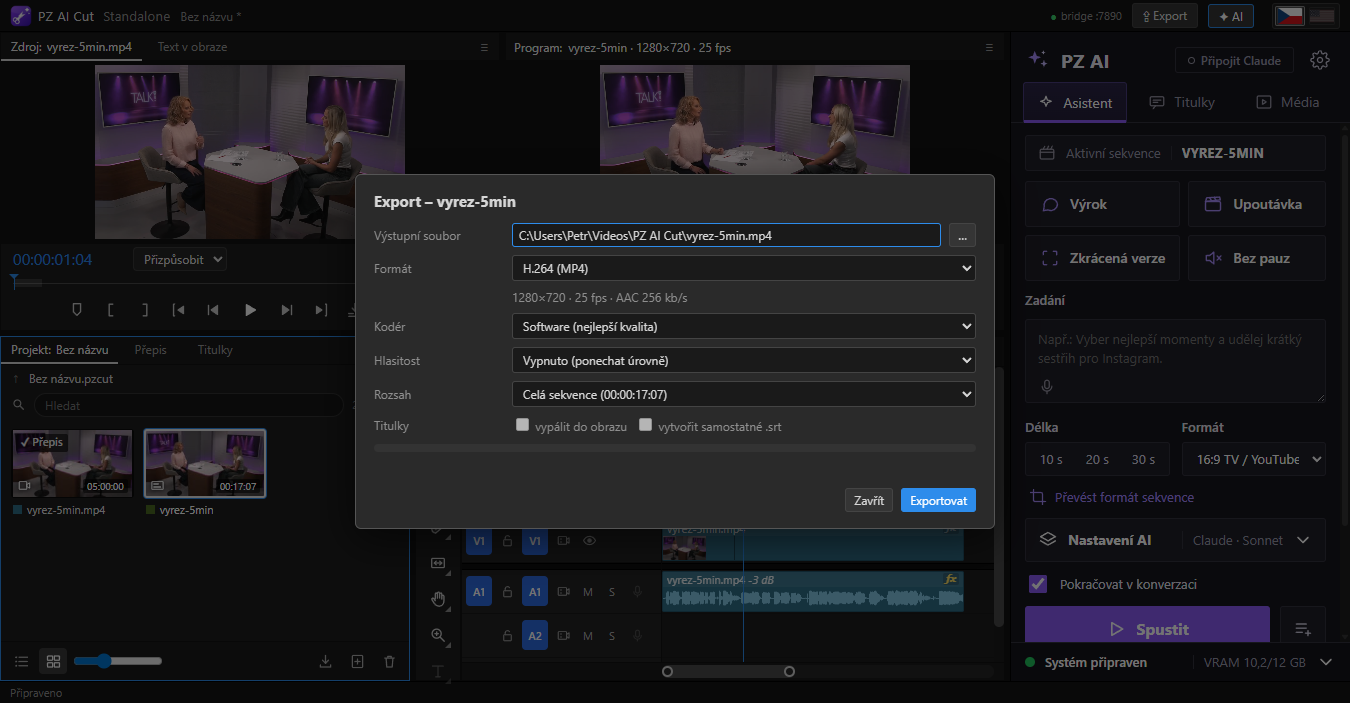 PZ AI Cut Standalone Bez názvu *
bridge :7890 Export AI
Zdroj: vyrez-5min.mp4 Text v obraze
Program: vyrez-5min · 1280×720 · 25 fps
TALK!
TALK!
00:00:01:04 Přizpůsobit
Projekt: Bez názvu Přepis Titulky
Bez názvu.pzcut
Hledat
Přepis
05:00:00
00:17:07
vyrez-5min.mp4
vyrez-5min
Připraveno
Export – vyrez-5min
Výstupní soubor C:\Users\Petr\Videos\PZ AI Cut\vyrez-5min.mp4 ...
Formát H.264 (MP4)
1280×720 · 25 fps · AAC 256 kb/s
Kodér Software (nejlepší kvalita)
Hlasitost Vypnuto (ponechat úrovně)
Rozsah Celá sekvence (00:00:17:07)
Titulky vypálit do obrazu vytvořit samostatné .srt
Zavřít Exportovat
V1 V1 vyrez-5min.mp4
A1 A1 M S vyrez-5min.mp4 -3 dB fx
A2 M S
PZ AI Připojit Claude
Asistent Titulky Média
Aktivní sekvence VYREZ-5MIN
Výrok Upoutávka
Zkrácená verze Bez pauz
Zadání
Např.: Vyber nejlepší momenty a udělej krátký
sestřih pro Instagram.
Délka Formát
10 s 20 s 30 s 16:9 TV / YouTube
Převést formát sekvence
Nastavení AI Claude · Sonnet
Pokračovat v konverzaci
Spustit
Systém připraven VRAM 10,2/12 GB